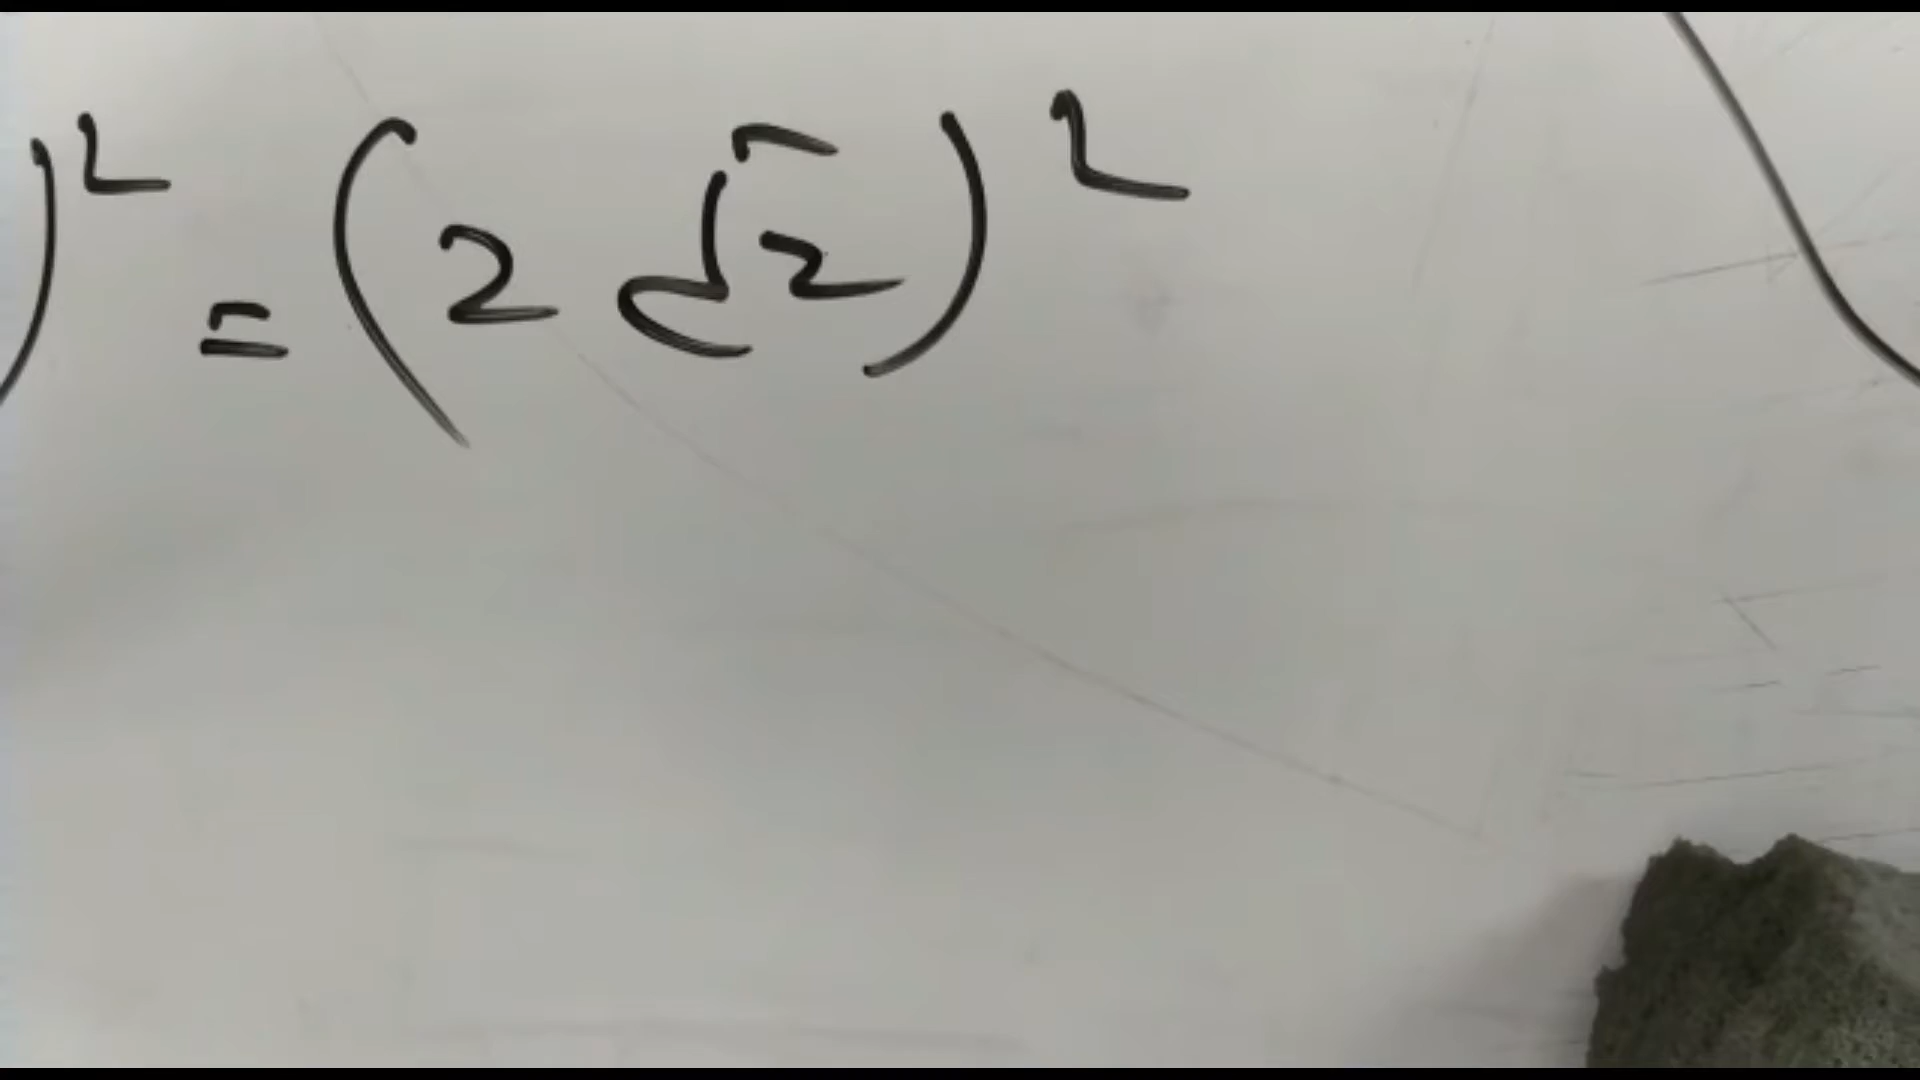 )² = (2√2)²